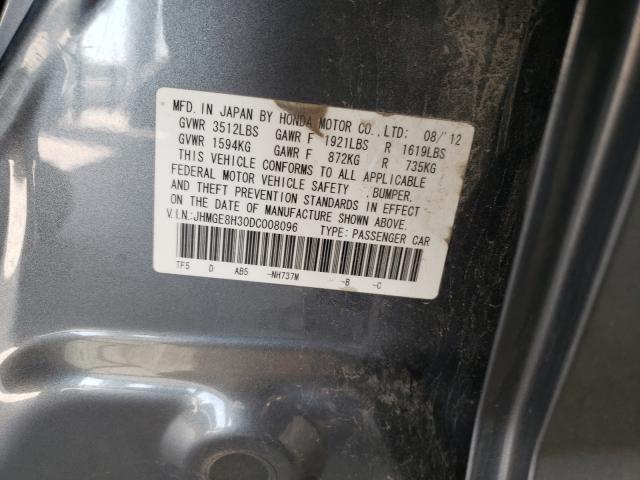 MFD. IN JAPAN BY HONDA MOTOR CO.,LTD: 08/'12
GVWR 3512LBS GAWR F 1921LBS R 1619LBS
GVWR 1594KG GAWR F 872KG R 735KG
THIS VEHICLE CONFORMS TO ALL APPLICABLE
FEDERAL MOTOR VEHICLE SAFETY ,BUMPER,
AND THEFT PREVENTION STANDARDS IN EFFECT
ON THE DATE OF MANUFACTURE SHOWN ABOVE.
V.I.N.:JHMGE8H30DC008096 TYPE: PASSENGER CAR
TF5 D AB5 -NH737M -B -C